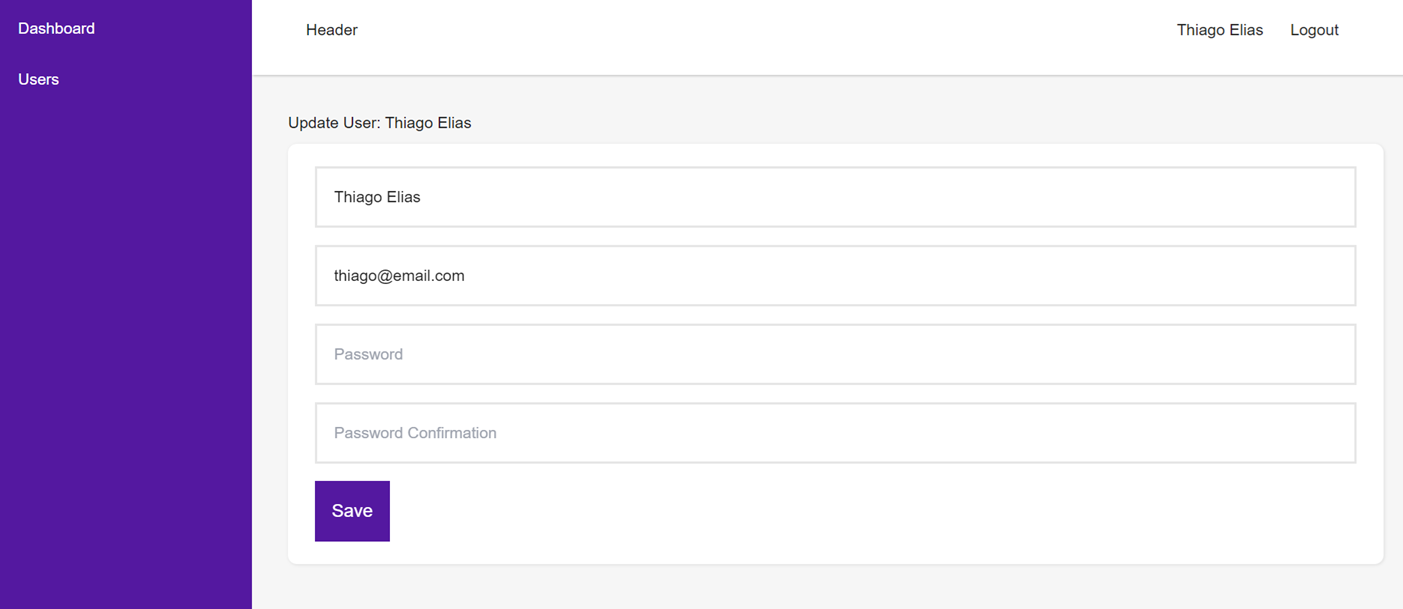 Dashboard
Users
Header
Thiago Elias
Logout
Update User: Thiago Elias
Thiago Elias
thiago@email.com
Password
Password Confirmation
Save